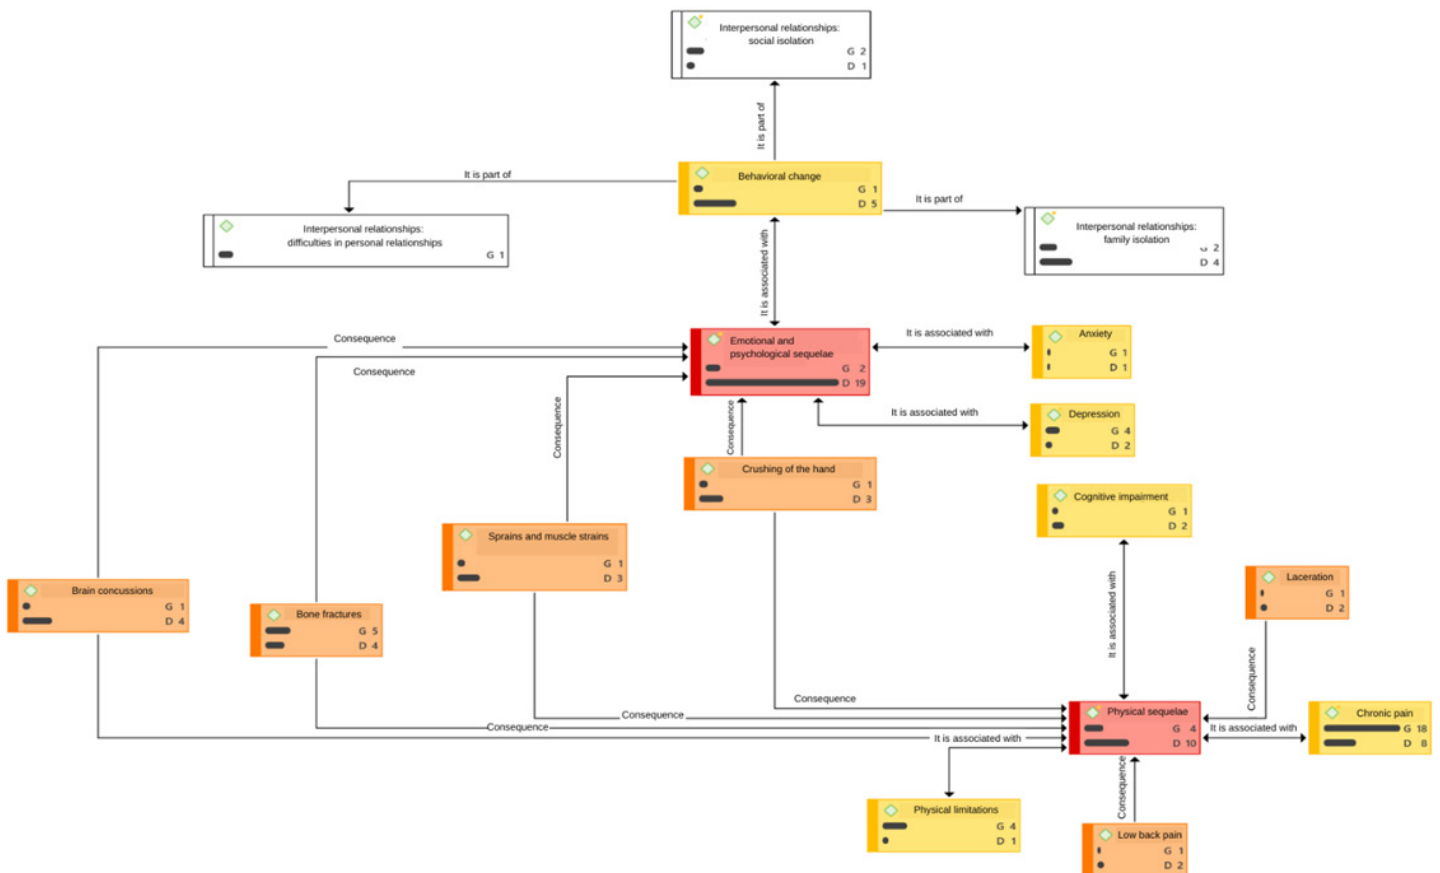 Interpersonal relationships:
social isolation
G 2
D 1
It is part of
Behavioral change
G 1
D 5
It is part of
It is part of
Interpersonal relationships:
difficulties in personal relationships
G 1
Interpersonal relationships:
family isolation
2
D 4
It is associated with
Consequence
Emotional and
psychological sequelae
G 2
D 19
It is associated with
Anxiety
G 1
D 1
Consequence
Consequence
Consequence
It is associated with
Depression
G 4
D 2
Crushing of the hand
G 1
D 3
Cognitive impairment
G 1
D 2
Sprains and muscle strains
G 1
D 3
Brain concussions
G 1
D 4
Bone fractures
G 5
D 4
It is associated with
Laceration
G 1
D 2
Consequence
Consequence
Consequence
Consequence
It is associated with
Physical sequelae
G 4
D 10
It is associated with
Chronic pain
G 18
D 8
Consequence
Physical limitations
G 4
D 1
Low back pain
G 1
D 2